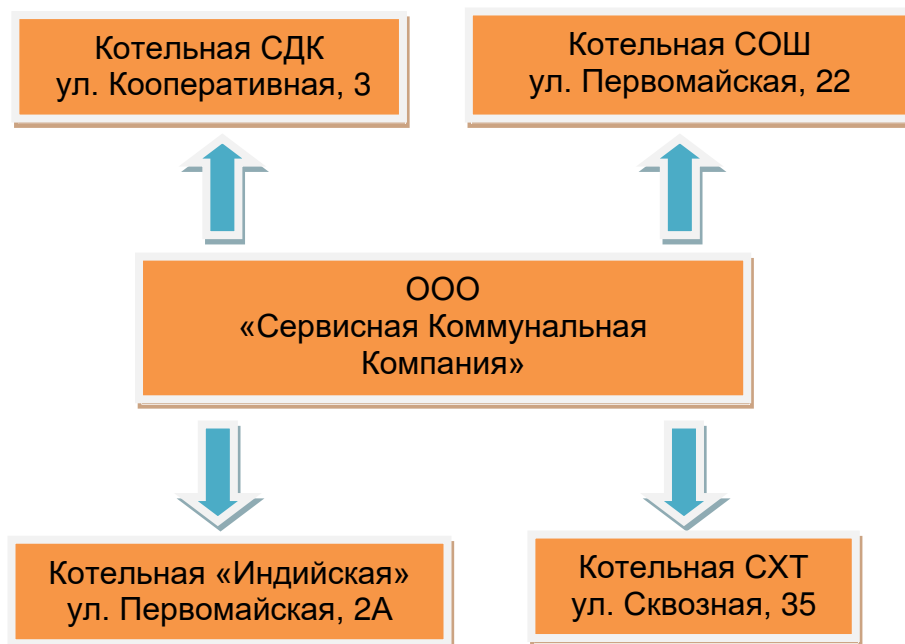 Котельная СДК
ул. Кооперативная, 3
Котельная СОШ
ул. Первомайская, 22
ООО
«Сервисная Коммунальная
Компания»
Котельная «Индийская»
ул. Первомайская, 2А
Котельная СХТ
ул. Сквозная, 35